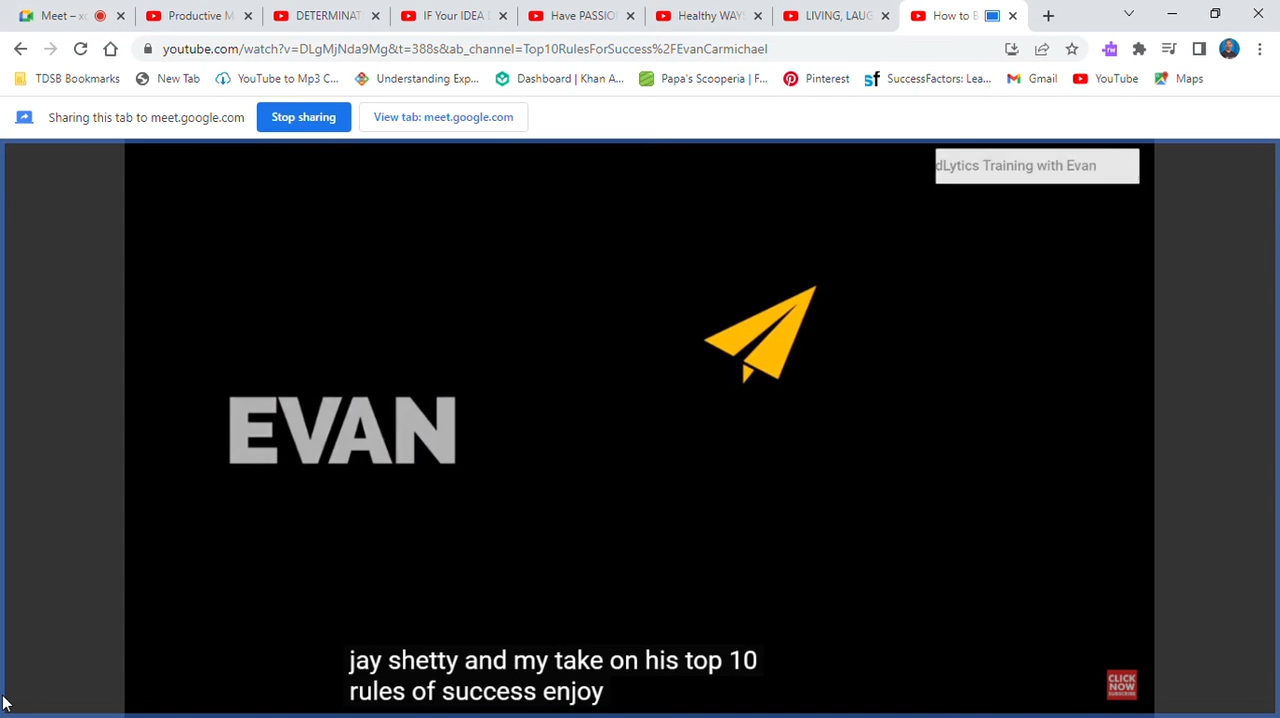 Meet – xc
Productive M
DETERMINAT
IF Your IDEA D
Have PASSIO
Healthy WAYS
LIVING, LAUG
How to B
youtube.com/watch?v=DLgMjNda9Mg&t=388s&ab_channel=Top10RulesForSuccess%2FEvanCarmichael
TDSB Bookmarks
New Tab
YouTube to Mp3 C...
Understanding Exp...
Dashboard | Khan A...
Papa's Scooperia | F...
Pinterest
SuccessFactors: Lea...
Gmail
YouTube
Maps
Sharing this tab to meet.google.com
Stop sharing
View tab: meet.google.com
dLytics Training with Evan
EVAN
jay shetty and my take on his top 10
rules of success enjoy
CLICK
NOW
SUBSCRIBE